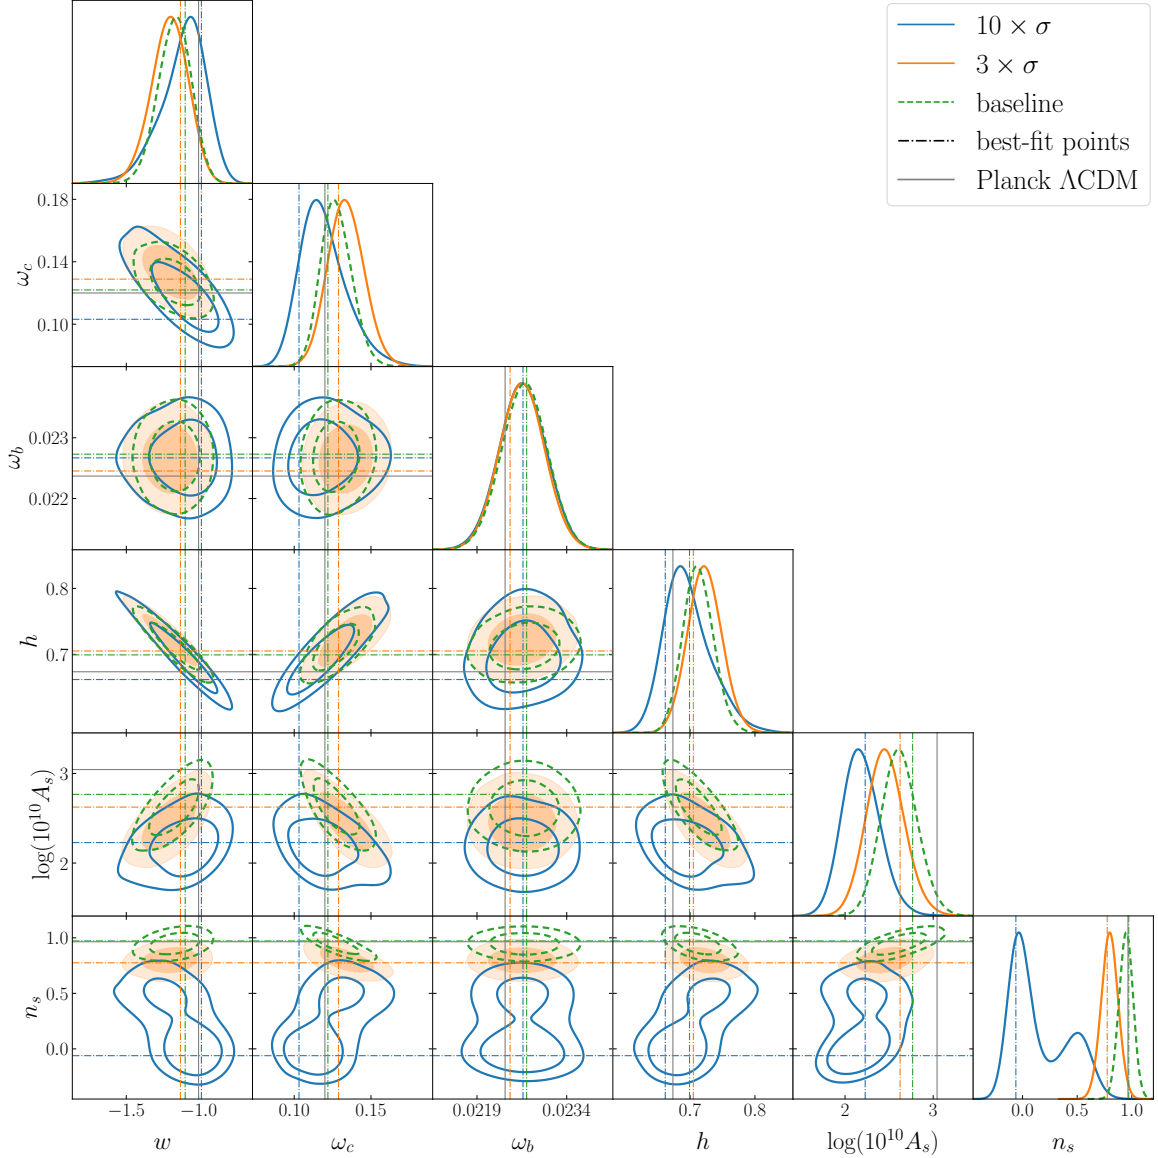 10 × σ
3 × σ
baseline
best-fit points
Planck ΛCDM
0.18
0.14
0.10
ω_c
0.023
0.022
ω_b
0.8
0.7
h
3
2
log(10^10 A_s)
1.0
0.5
0.0
n_s
−1.5 −1.0 0.10 0.15 0.0219 0.0234 0.7 0.8 2 3 0.0 0.5 1.0
w ω_c ω_b h log(10^10 A_s) n_s